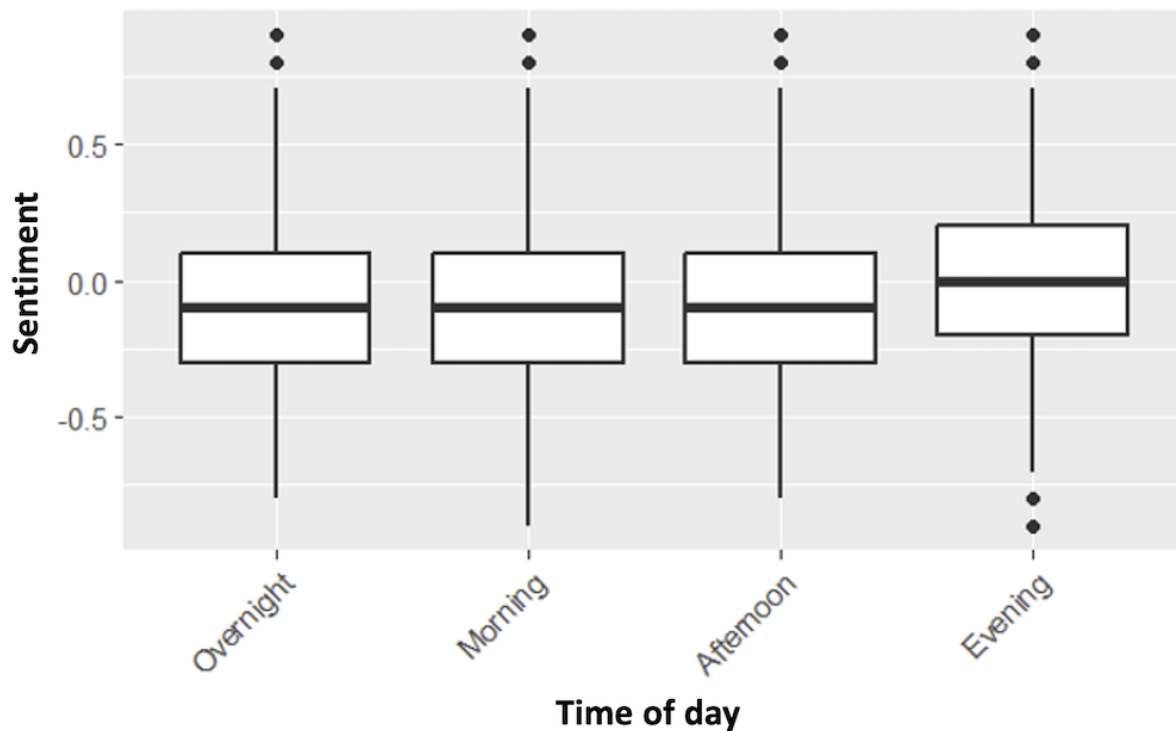 Sentiment
0.5
0.0
-0.5
Overnight
Morning
Afternoon
Evening
Time of day